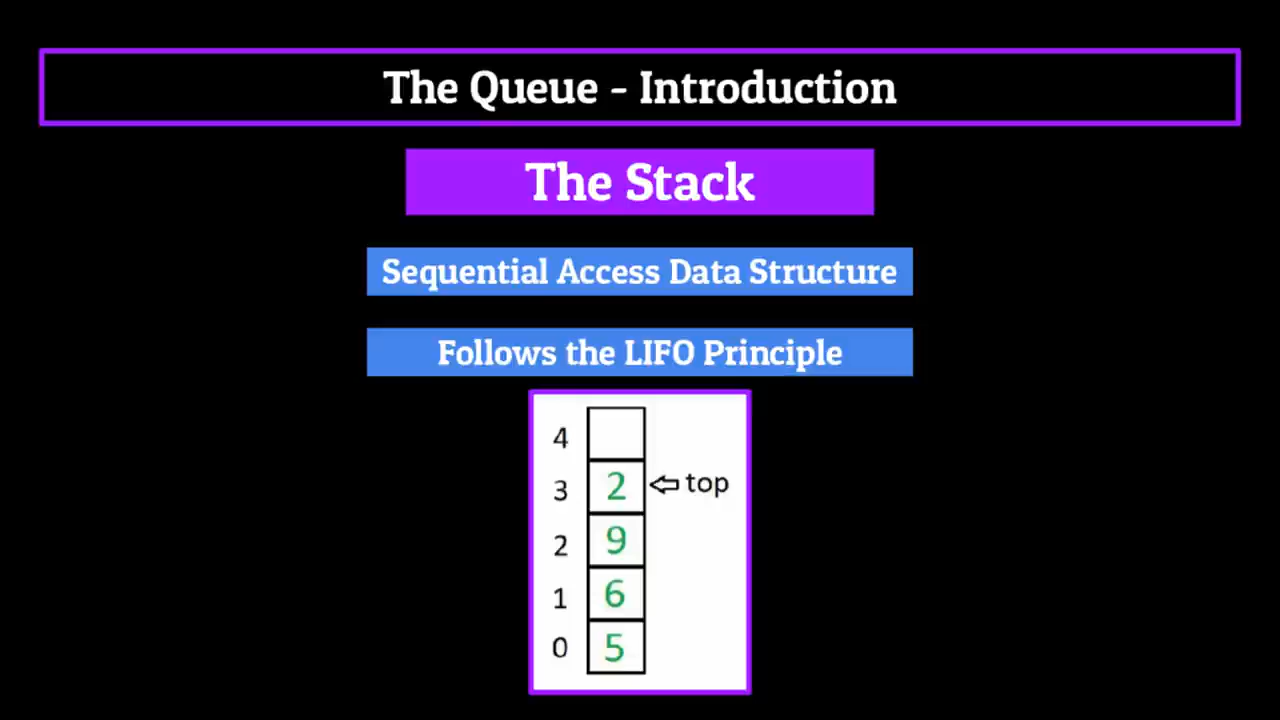 The Queue - Introduction
The Stack
Sequential Access Data Structure
Follows the LIFO Principle
4
3 2 top
2 9
1 6
0 5